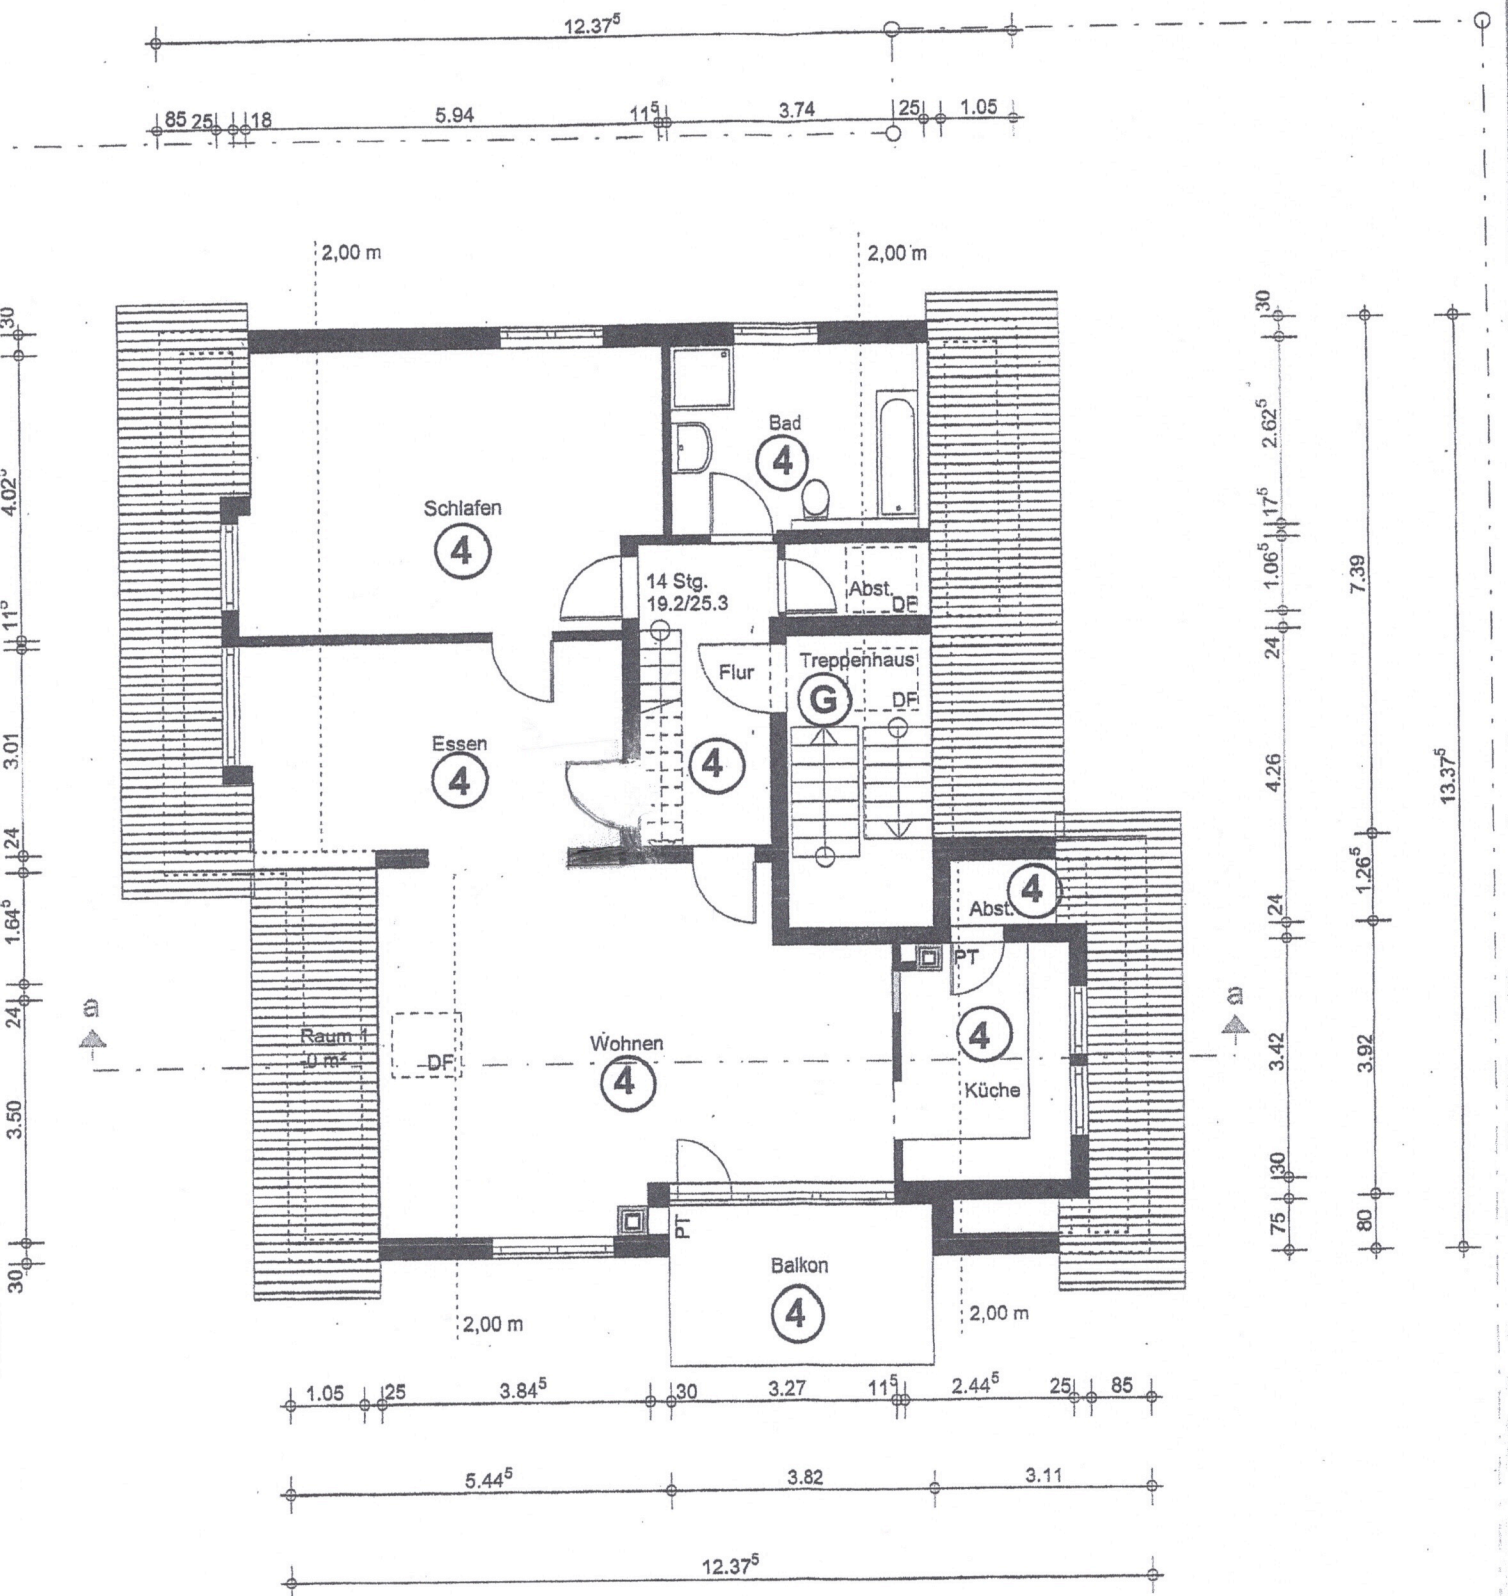 12.37⁵
85 25 18 5.94 11⁵ 3.74 25 1.05
2,00 m 2,00 m
30
4.02⁵
11⁵
3.01
24
1.64⁵
24
3.50
30
Schlafen
4
Bad
4
14 Stg.
19.2/25.3
Abst.
DF
Flur
4
Treppenhaus
G
DF
Essen
4
Abst.
4
PT
Raum 1
0 m²
DF
Wohnen
4
4
Küche
a
a
PT
Balkon
4
2,00 m 2,00 m
30
2.62⁵
17⁵
1.06⁵
24
4.26
24
3.42
30
75
7.39
1.26⁵
3.92
80
13.37⁵
1.05 25 3.84⁵ 30 3.27 11⁵ 2.44⁵ 25 85
5.44⁵ 3.82 3.11
12.37⁵